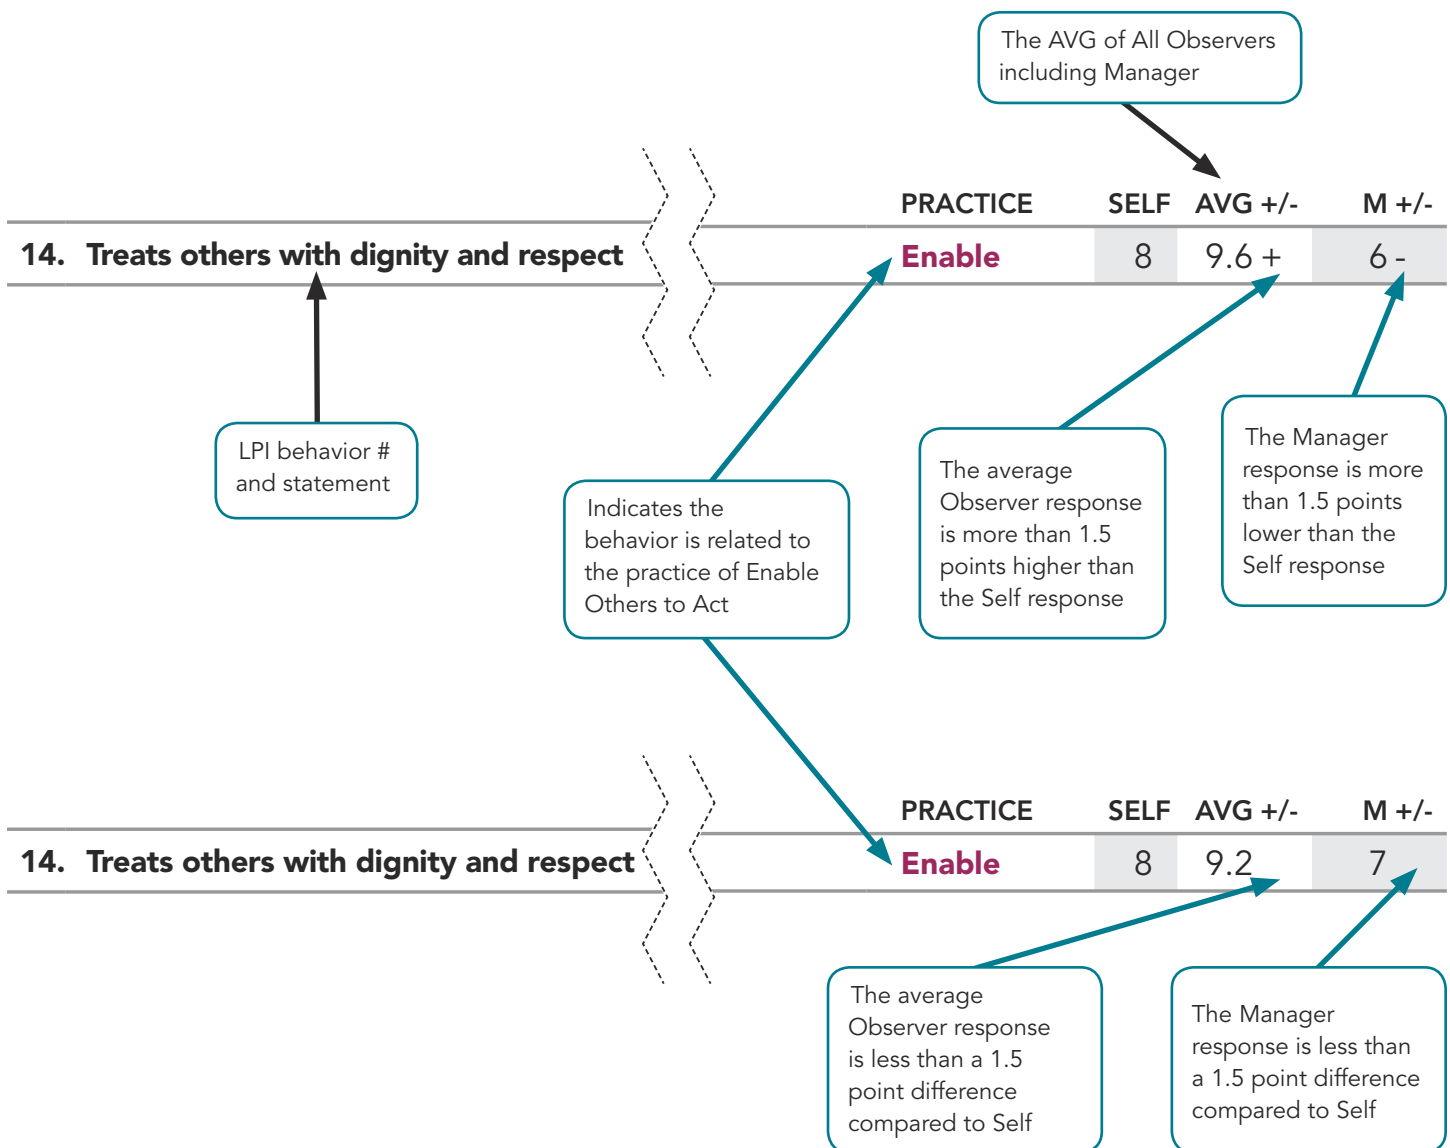 The AVG of All Observers
including Manager
PRACTICE SELF AVG +/- M +/-
14. Treats others with dignity and respect Enable 8 9.6 + 6 -
LPI behavior #
and statement
Indicates the
behavior is related to
the practice of Enable
Others to Act
The average
Observer response
is more than 1.5
points higher than
the Self response
The Manager
response is more
than 1.5 points
lower than the
Self response
PRACTICE SELF AVG +/- M +/-
14. Treats others with dignity and respect Enable 8 9.2 7
The average
Observer response
is less than a 1.5
point difference
compared to Self
The Manager
response is less than
a 1.5 point difference
compared to Self